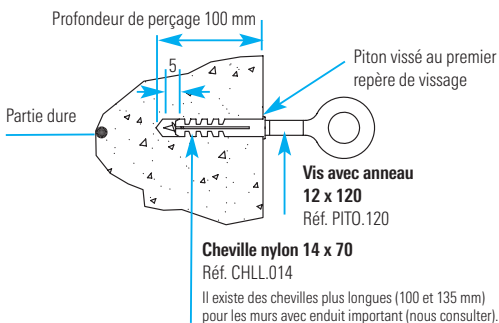 Profondeur de perçage 100 mm
5
Piton vissé au premier
repère de vissage
Partie dure
Vis avec anneau
12 x 120
Réf. PITO.120
Cheville nylon 14 x 70
Réf. CHLL.014
Il existe des chevilles plus longues (100 et 135 mm)
pour les murs avec enduit important (nous consulter).